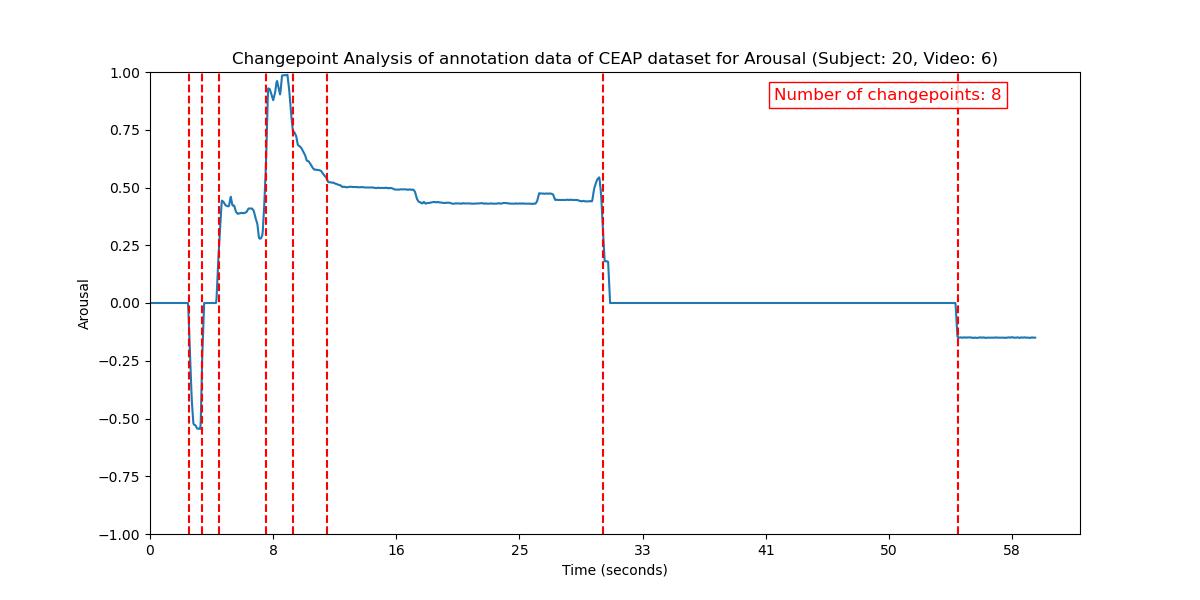 Changepoint Analysis of annotation data of CEAP dataset for Arousal (Subject: 20, Video: 6)
Number of changepoints: 8
1.00
0.75
0.50
0.25
0.00
−0.25
−0.50
−0.75
−1.00
Arousal
0 8 16 25 33 41 50 58
Time (seconds)